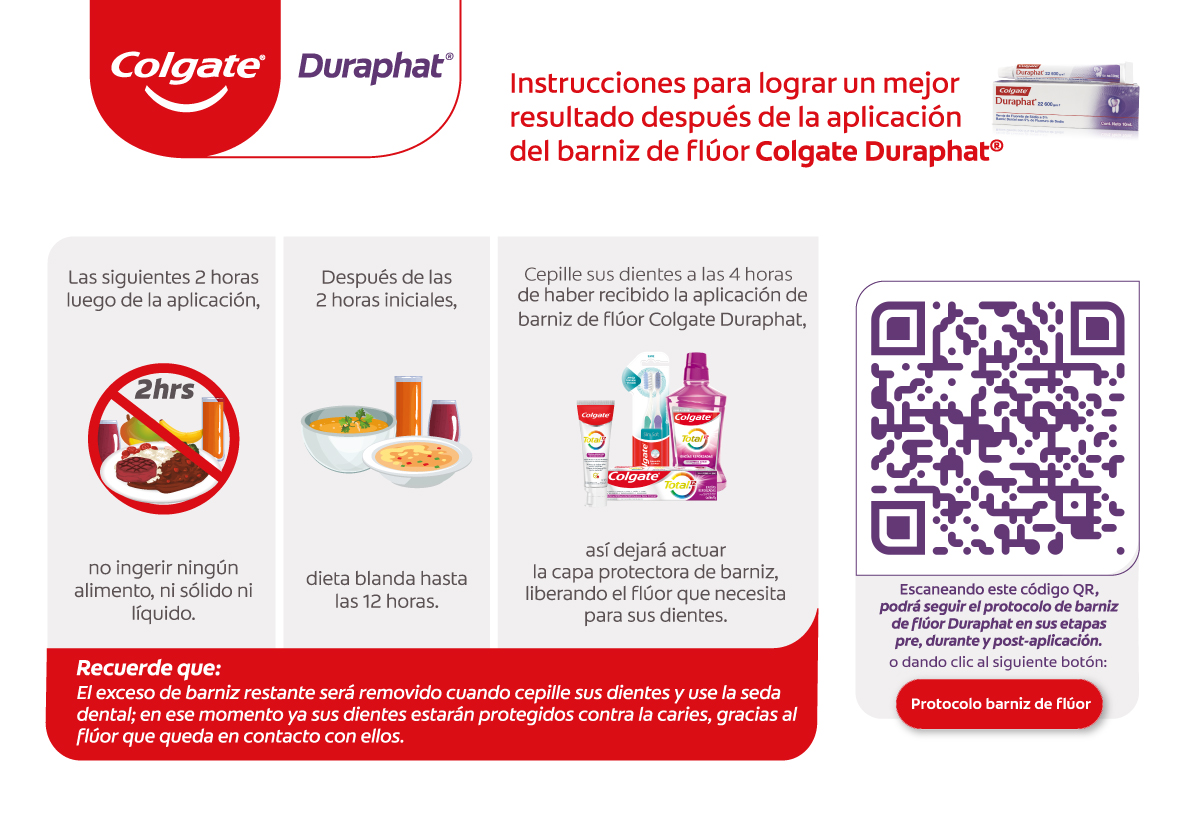 Colgate®
Duraphat®
Instrucciones para lograr un mejor
resultado después de la aplicación
del barniz de flúor Colgate Duraphat®
Colgate
Duraphat® 22 600
Colgate
Duraphat® 22 600
Las siguientes 2 horas
luego de la aplicación,
2hrs
no ingerir ningún
alimento, ni sólido ni
líquido.
Después de las
2 horas iniciales,
dieta blanda hasta
las 12 horas.
Cepille sus dientes a las 4 horas
de haber recibido la aplicación de
barniz de flúor Colgate Duraphat,
Colgate
Total
Colgate
Colgate
Total
Colgate
Total
así dejará actuar
la capa protectora de barniz,
liberando el flúor que necesita
para sus dientes.
Recuerde que:
El exceso de barniz restante será removido cuando cepille sus dientes y use la seda
dental; en ese momento ya sus dientes estarán protegidos contra la caries, gracias al
flúor que queda en contacto con ellos.
Escaneando este código QR,
podrá seguir el protocolo de barniz
de flúor Duraphat en sus etapas
pre, durante y post-aplicación.
o dando clic al siguiente botón:
Protocolo barniz de flúor